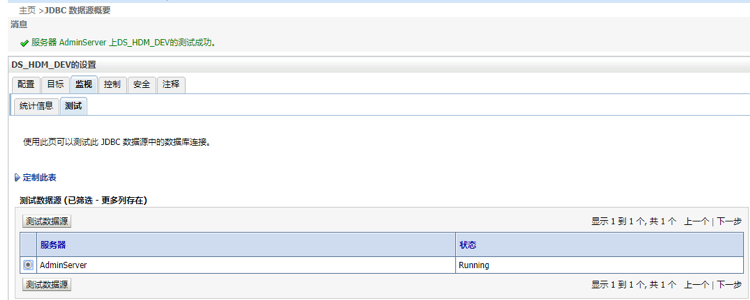 主页 >JDBC 数据源概要
消息
服务器 AdminServer 上DS_HDM_DEV的测试成功。
DS_HDM_DEV的设置
配置 目标 监视 控制 安全 注释
统计信息 测试
使用此页可以测试此 JDBC 数据源中的数据库连接。
定制此表
测试数据源 (已筛选 - 更多列存在)
测试数据源 显示 1 到 1 个, 共 1 个 上一个 | 下一步
服务器 状态
AdminServer Running
测试数据源 显示 1 到 1 个, 共 1 个 上一个 | 下一步